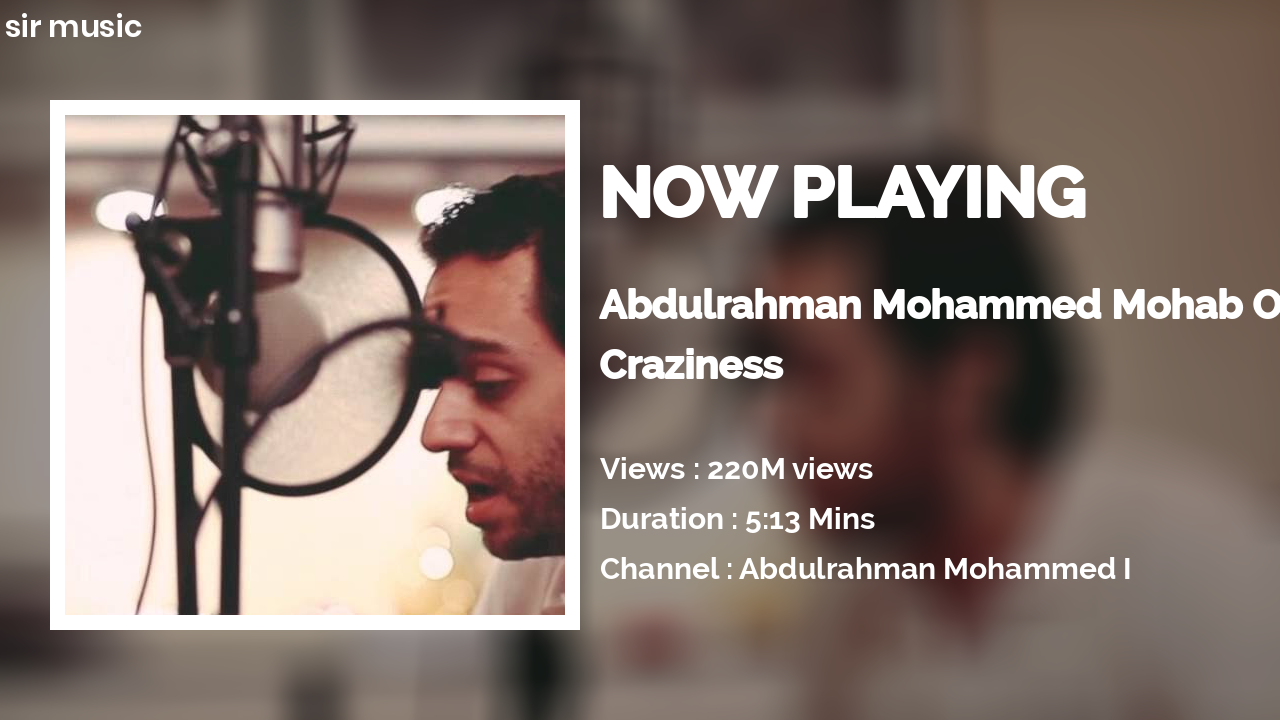 sir music
NOW PLAYING
Abdulrahman Mohammed Mohab O
Craziness
Views : 220M views
Duration : 5:13 Mins
Channel : Abdulrahman Mohammed I